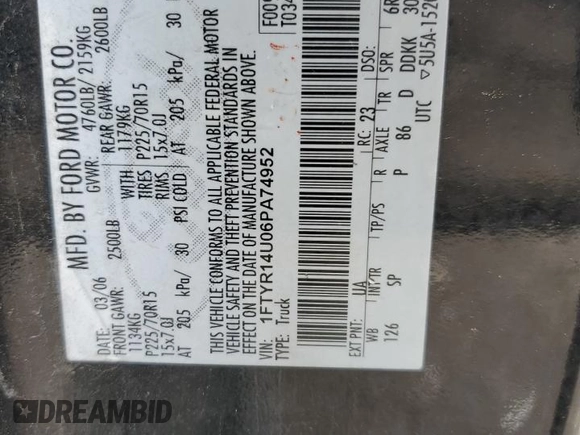 MFD. BY FORD MOTOR CO.
DATE: 03/06 GVWR: 4760LB/ 2159KG
FRONT GAWR: 2500LB REAR GAWR: 2600LB
1134KG WITH 1179KG
P225/70R15 TIRES P225/70R15
15x7.0J RIMS 15x7.0J
AT 205 kPa/ 30 PSI COLD AT 205 kPa/ 30
THIS VEHICLE CONFORMS TO ALL APPLICABLE FEDERAL MOTOR
VEHICLE SAFETY AND THEFT PREVENTION STANDARDS IN
EFFECT ON THE DATE OF MANUFACTURE SHOWN ABOVE.
VIN: 1FTYR14U06PA74952
TYPE: Truck
EXT PNT: UA RC: 23 DSO:
WB INT TR TP/PS R AXLE TR SPR
126 SP P 86 D DDKK
UTC ▽5U5A-152
DREAMBID